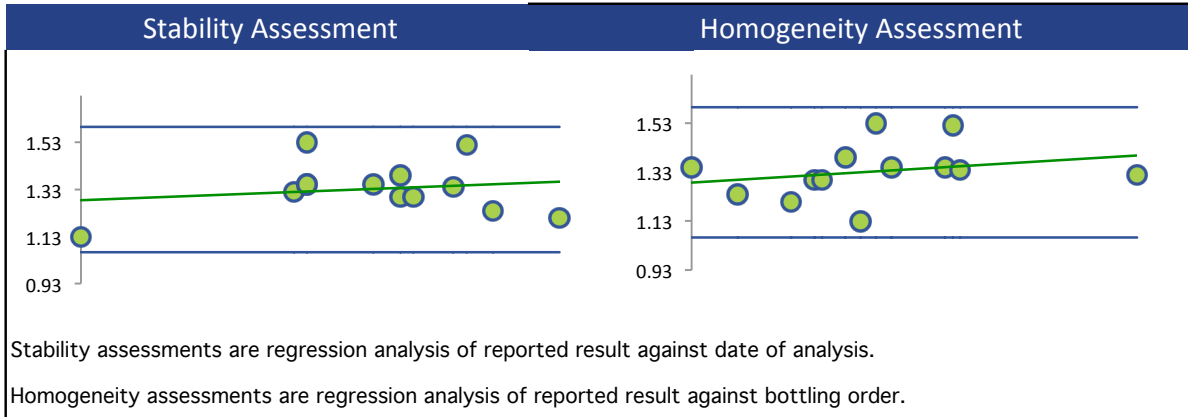 Stability Assessment
Homogeneity Assessment
1.53
1.33
1.13
0.93
1.53
1.33
1.13
0.93
Stability assessments are regression analysis of reported result against date of analysis.
Homogeneity assessments are regression analysis of reported result against bottling order.